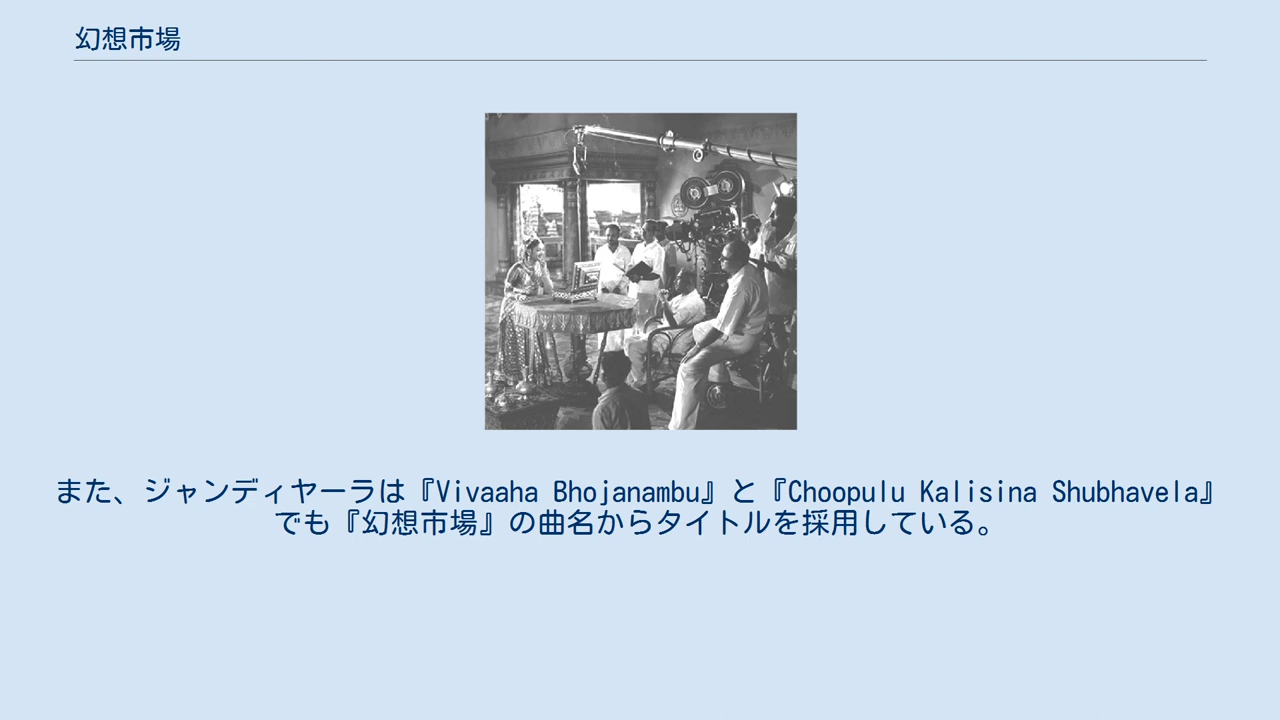 幻想市場
また、ジャンディヤーラは『Vivaaha Bhojanambu』と『Choopulu Kalisina Shubhavela』
でも『幻想市場』の曲名からタイトルを採用している。